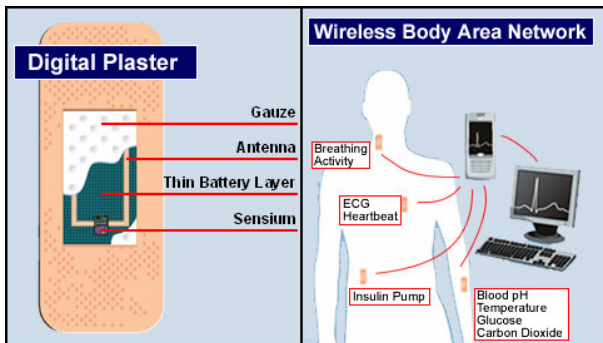 Digital Plaster
Gauze
Antenna
Thin Battery Layer
Sensium
Wireless Body Area Network
Breathing
Activity
ECG
Heartbeat
Insulin Pump
Blood pH
Temperature
Glucose
Carbon Dioxide